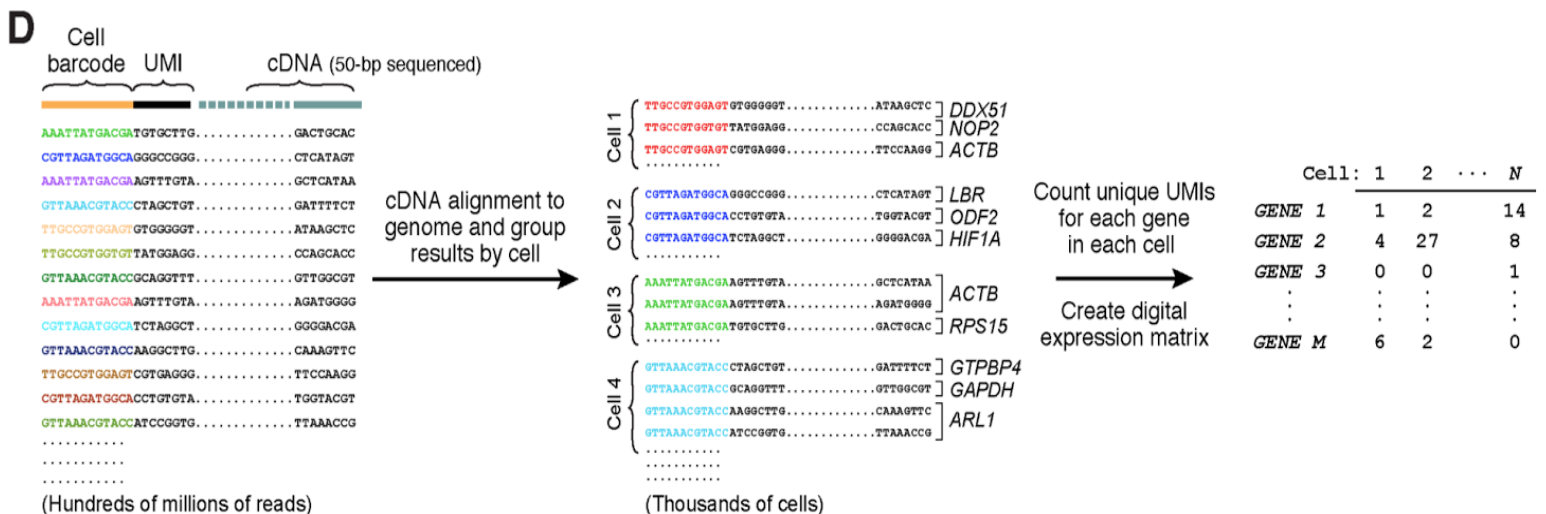 D
Cell
barcode UMI cDNA (50-bp sequenced)
AAATTATGACGATGTGCTTG............GACTGCAC
CGTTAGATGGCAGGGCCGGG............CTCATAGT
AAATTATGACGAAGTTTGTA............GCTCATAA
GTTAAACGTACCCTAGCTGT............GATTTTCT
TTGCCGTGGAGTGTGGGGGT............ATAAGCTC
TTGCCGTGGTGTTATGGAGG............CCAGCACC
GTTAAACGTACCGCAGGTTT............GTTGGCGT
AAATTATGACGAAGTTTGTA............AGATGGGG
CGTTAGATGGCATCTAGGCT............GGGGACGA
GTTAAACGTACCAAGGCTTG............CAAAGTTC
TTGCCGTGGAGTCGTGAGGG............TTCCAAGG
CGTTAGATGGCACCTGTGTA............TGGTACGT
GTTAAACGTACCATCCGGTG............TTAAACCG
............
............
............
(Hundreds of millions of reads)
cDNA alignment to
genome and group
results by cell
Cell 1
TTGCCGTGGAGTGTGGGGGT............ATAAGCTC DDX51
TTGCCGTGGTGTTATGGAGG............CCAGCACC NOP2
TTGCCGTGGAGTCGTGAGGG............TTCCAAGG ACTB
...........
Cell 2
CGTTAGATGGCAGGGCCGGG............CTCATAGT LBR
CGTTAGATGGCACCTGTGTA............TGGTACGT ODF2
CGTTAGATGGCATCTAGGCT............GGGGACGA HIF1A
...........
Cell 3
AAATTATGACGAAGTTTGTA............GCTCATAA ACTB
AAATTATGACGAAGTTTGTA............AGATGGGG
AAATTATGACGATGTGCTTG............GACTGCAC RPS15
...........
Cell 4
GTTAAACGTACCCTAGCTGT............GATTTTCT GTPBP4
GTTAAACGTACCGCAGGTTT............GTTGGCGT GAPDH
GTTAAACGTACCAAGGCTTG............CAAAGTTC ARL1
GTTAAACGTACCATCCGGTG............TTAAACCG
...........
...........
...........
(Thousands of cells)
Count unique UMIs
for each gene
in each cell
Create digital
expression matrix
Cell: 1 2 ··· N
GENE 1 1 2 14
GENE 2 4 27 8
GENE 3 0 0 1
. . . .
. . . .
GENE M 6 2 0